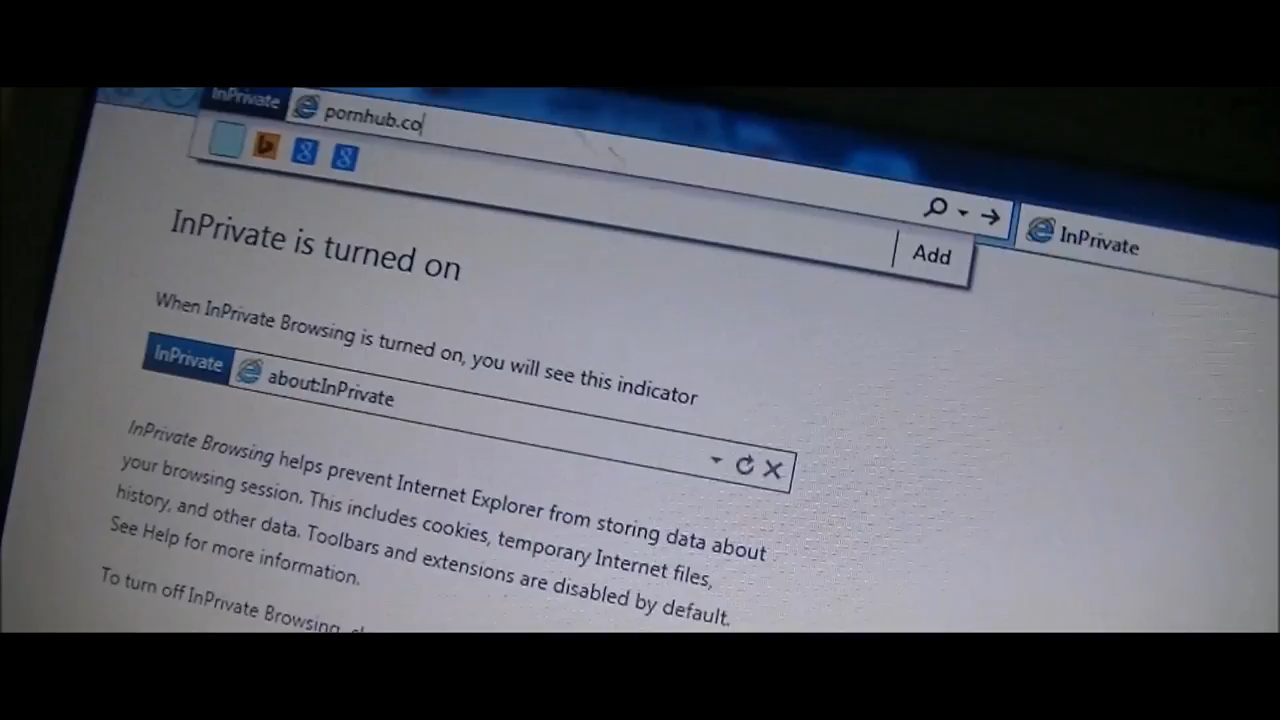 InPrivate pornhub.co
InPrivate
Add
InPrivate is turned on
When InPrivate Browsing is turned on, you will see this indicator
InPrivate about:InPrivate
InPrivate Browsing helps prevent Internet Explorer from storing data about
your browsing session. This includes cookies, temporary Internet files,
history, and other data. Toolbars and extensions are disabled by default.
See Help for more information.
To turn off InPrivate Browsing,